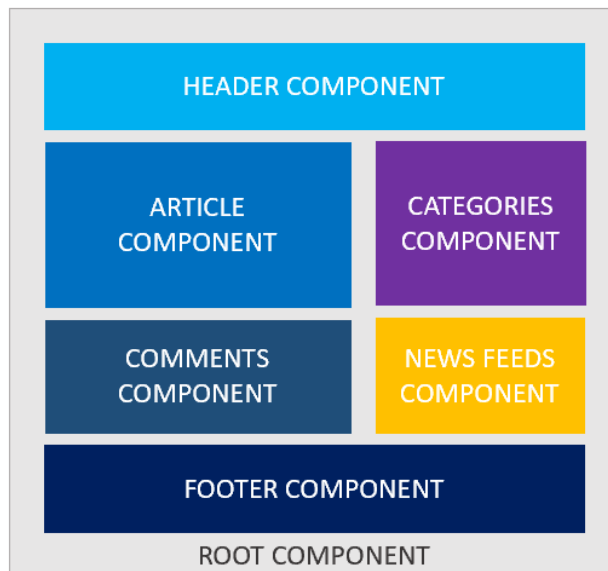 HEADER COMPONENT
ARTICLE
COMPONENT
CATEGORIES
COMPONENT
COMMENTS
COMPONENT
NEWS FEEDS
COMPONENT
FOOTER COMPONENT
ROOT COMPONENT